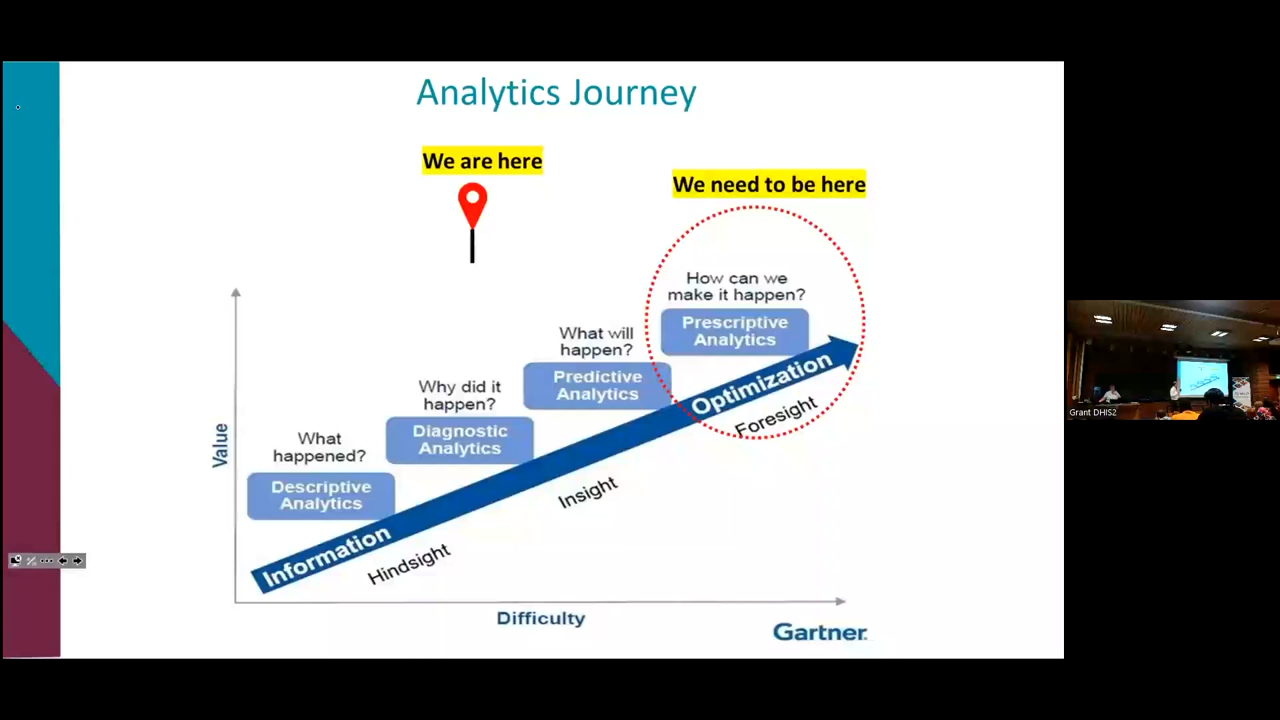 Analytics Journey
We are here
We need to be here
How can we
make it happen?
Prescriptive
Analytics
What will
happen?
Predictive
Analytics
Why did it
happen?
Diagnostic
Analytics
What
happened?
Descriptive
Analytics
Value
Information
Optimization
Hindsight
Insight
Foresight
Difficulty
Gartner
Grant DHIS2